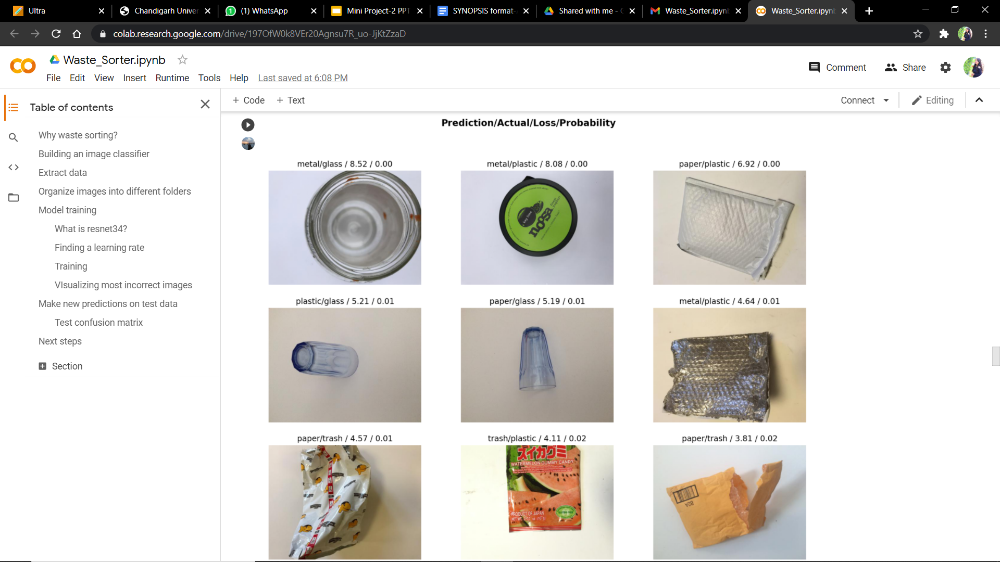 Ultra
Chandigarh Univer
(1) WhatsApp
Mini Project-2 PPT
SYNOPSIS format-
Shared with me - G
Waste_Sorter.ipynb
Waste_Sorter.ipynb
colab.research.google.com/drive/197OfW0k8VEr20Agnsu7R_uo-JjKtZzaD
Waste_Sorter.ipynb
File Edit View Insert Runtime Tools Help Last saved at 6:08 PM
Comment
Share
+ Code + Text
Connect
Editing
Table of contents
Why waste sorting?
Building an image classifier
Extract data
Organize images into different folders
Model training
What is resnet34?
Finding a learning rate
Training
VIsualizing most incorrect images
Make new predictions on test data
Test confusion matrix
Next steps
Section
Prediction/Actual/Loss/Probability
metal/glass / 8.52 / 0.00
metal/plastic / 8.08 / 0.00
paper/plastic / 6.92 / 0.00
key lime
noosa
plastic/glass / 5.21 / 0.01
paper/glass / 5.19 / 0.01
metal/plastic / 4.64 / 0.01
paper/trash / 4.57 / 0.01
trash/plastic / 4.11 / 0.02
paper/trash / 3.81 / 0.02
スイカグミ
WATERMELON GUMMY CANDY
PRODUCT OF JAPAN
GLUTEN FREE
B2A